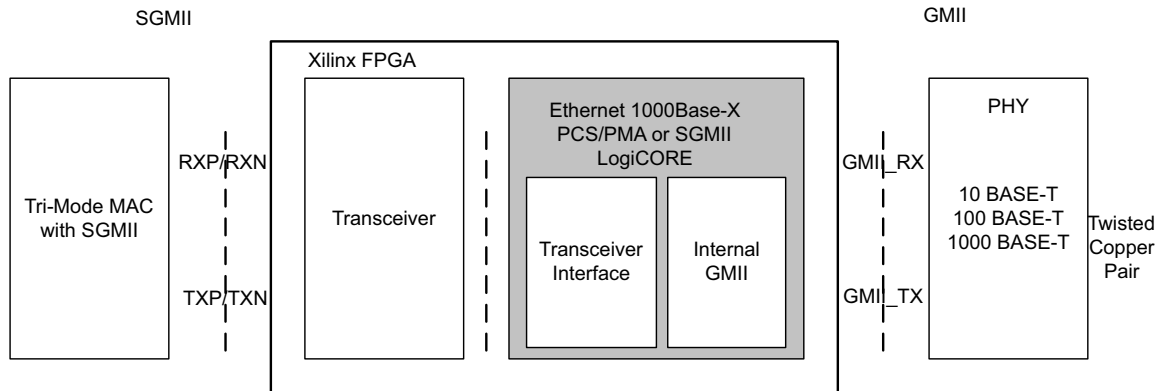 SGMII
GMII
Xilinx FPGA
Tri-Mode MAC
with SGMII
RXP/RXN
TXP/TXN
Transceiver
Ethernet 1000Base-X
PCS/PMA or SGMII
LogiCORE
Transceiver
Interface
Internal
GMII
GMII_RX
GMII_TX
PHY
10 BASE-T
100 BASE-T
1000 BASE-T
Twisted
Copper
Pair